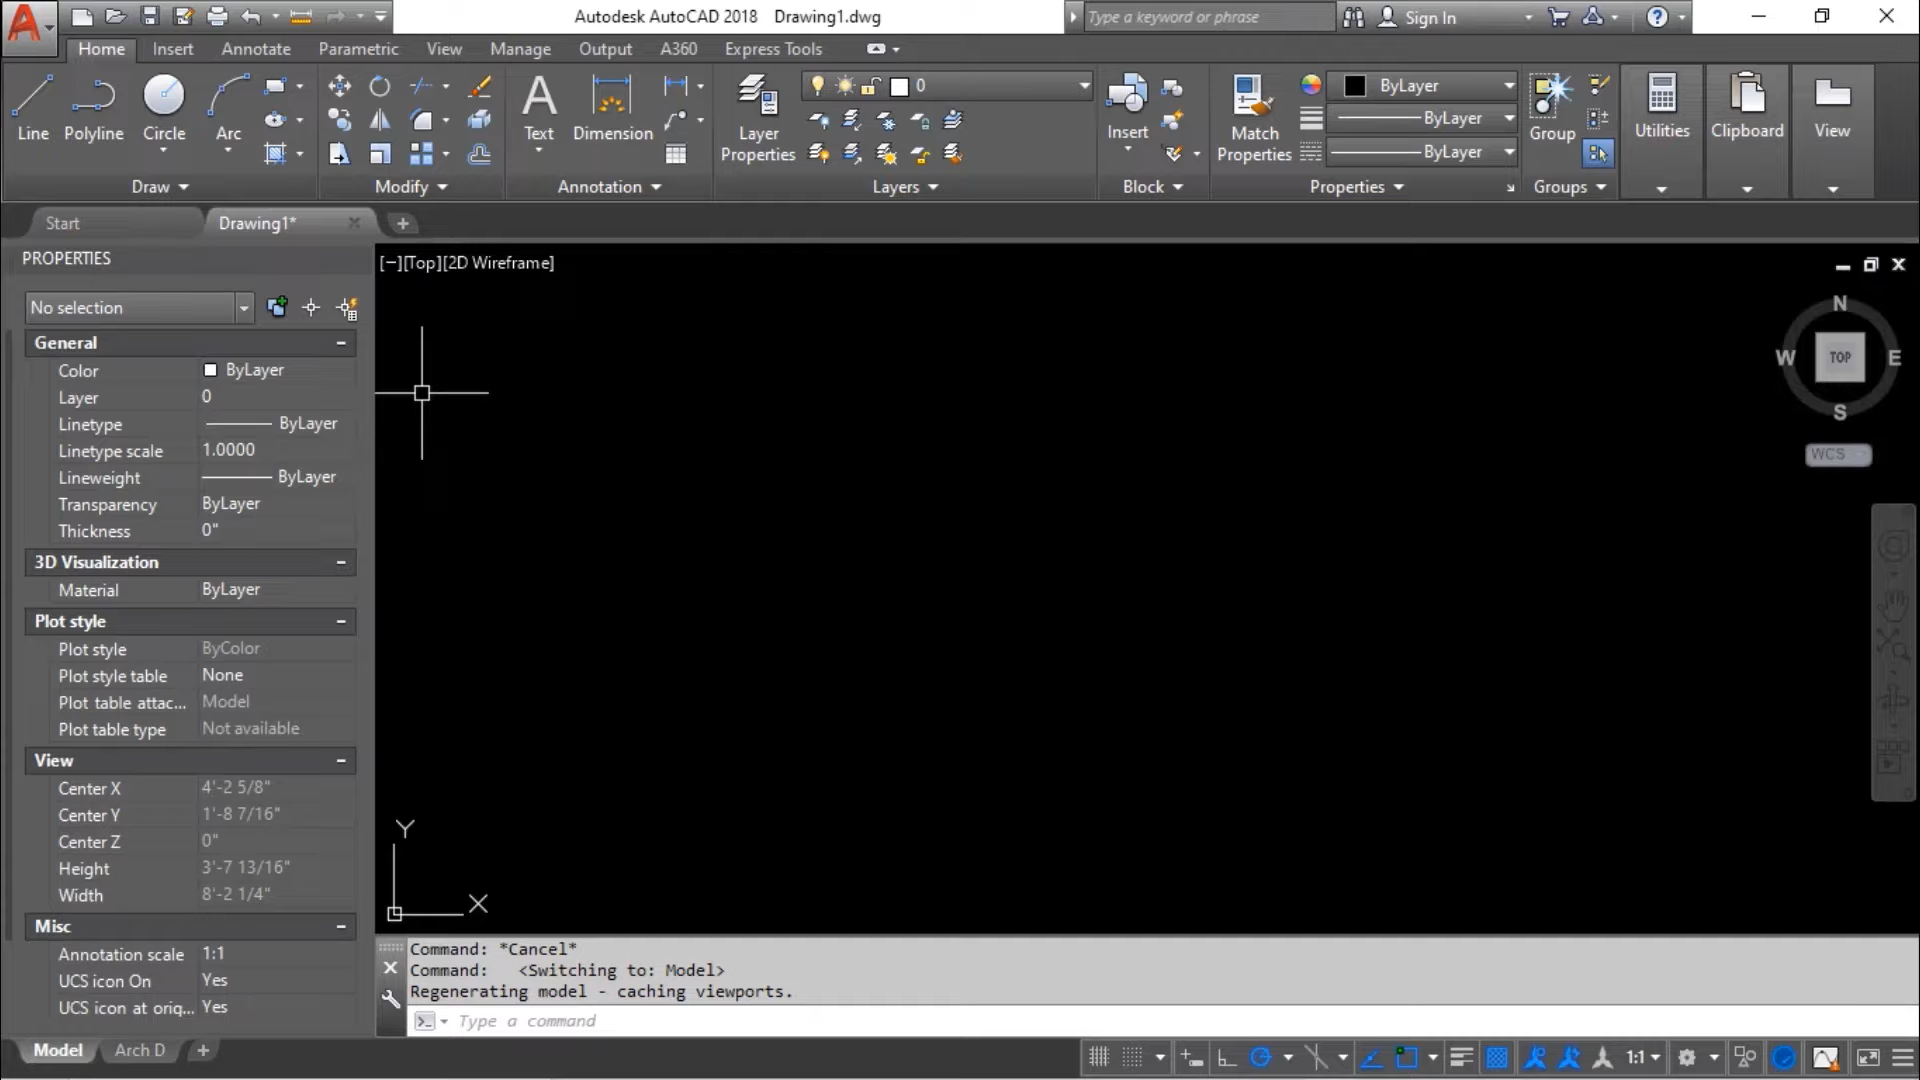 Autodesk AutoCAD 2018 Drawing1.dwg
Type a keyword or phrase
Sign In
Home Insert Annotate Parametric View Manage Output A360 Express Tools
Line Polyline Circle Arc
Draw
Modify
Text Dimension
Annotation
Layer Properties
0
Layers
Insert
Block
Match Properties
ByLayer
ByLayer
ByLayer
Properties
Group
Groups
Utilities
Clipboard
View
Start
Drawing1*
PROPERTIES
No selection
General
Color ByLayer
Layer 0
Linetype ByLayer
Linetype scale 1.0000
Lineweight ByLayer
Transparency ByLayer
Thickness 0"
3D Visualization
Material ByLayer
Plot style
Plot style ByColor
Plot style table None
Plot table attac... Model
Plot table type Not available
View
Center X 4'-2 5/8"
Center Y 1'-8 7/16"
Center Z 0"
Height 3'-7 13/16"
Width 8'-2 1/4"
Misc
Annotation scale 1:1
UCS icon On Yes
UCS icon at orig... Yes
[−][Top][2D Wireframe]
N
W TOP E
S
WCS
Y
X
Command: *Cancel*
Command: <Switching to: Model>
Regenerating model - caching viewports.
Type a command
Model Arch D
1:1